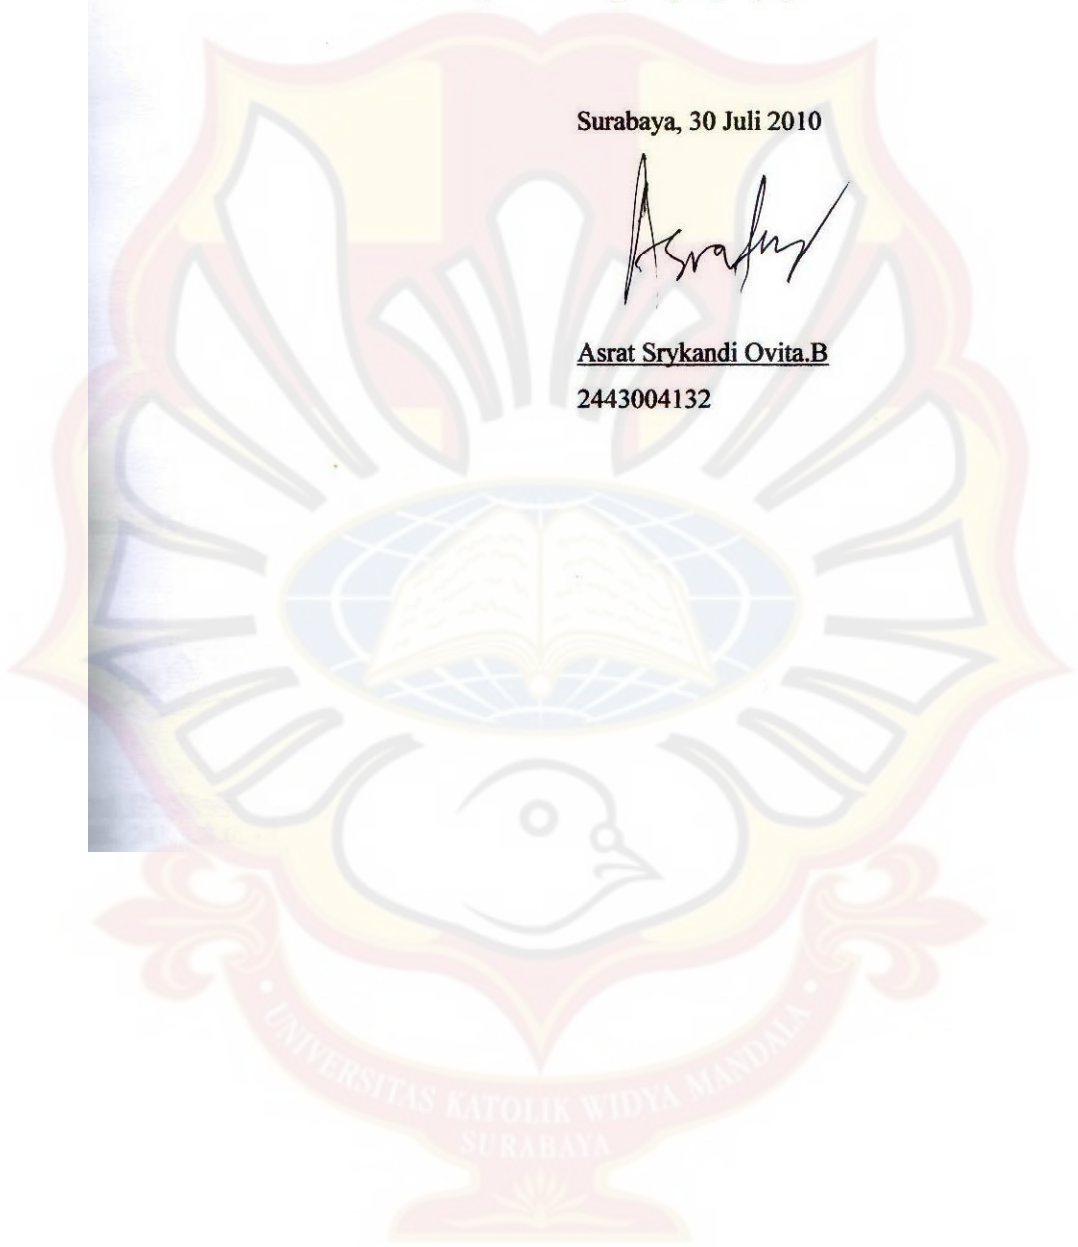 Surabaya, 30 Juli 2010
Asrat Srykandi Ovita.B
2443004132
UNIVERSITAS KATOLIK WIDYA MANDALA
SURABAYA